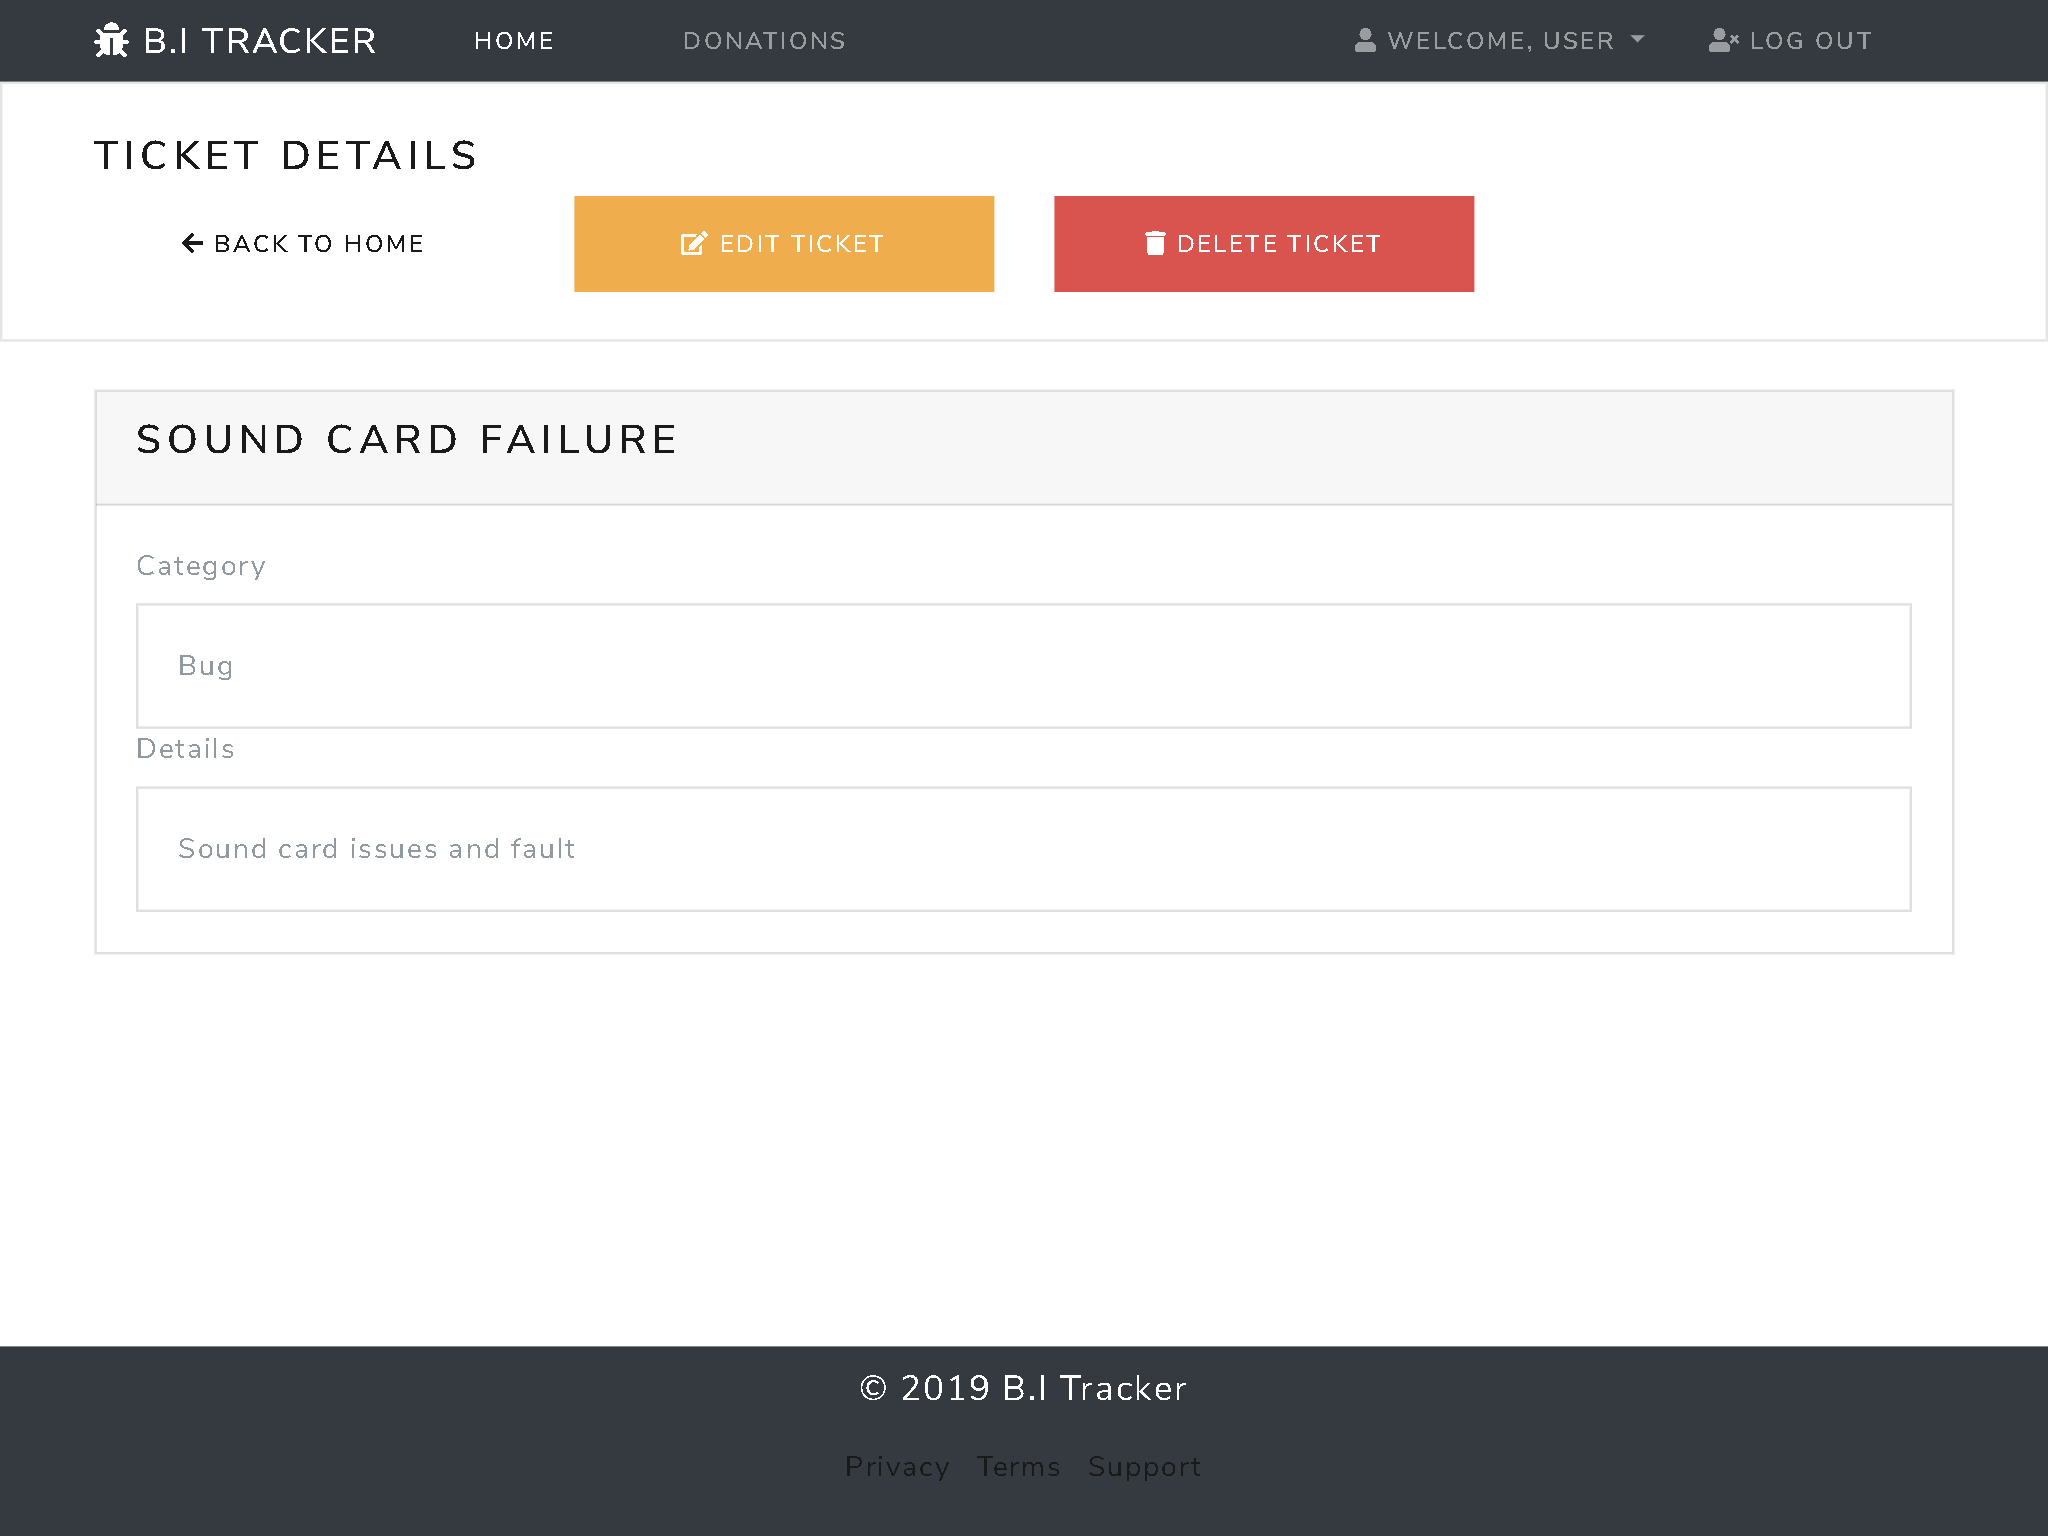 B.I TRACKER HOME DONATIONS WELCOME, USER LOG OUT
TICKET DETAILS
BACK TO HOME EDIT TICKET DELETE TICKET
SOUND CARD FAILURE
Category
Bug
Details
Sound card issues and fault
© 2019 B.I Tracker
Privacy Terms Support